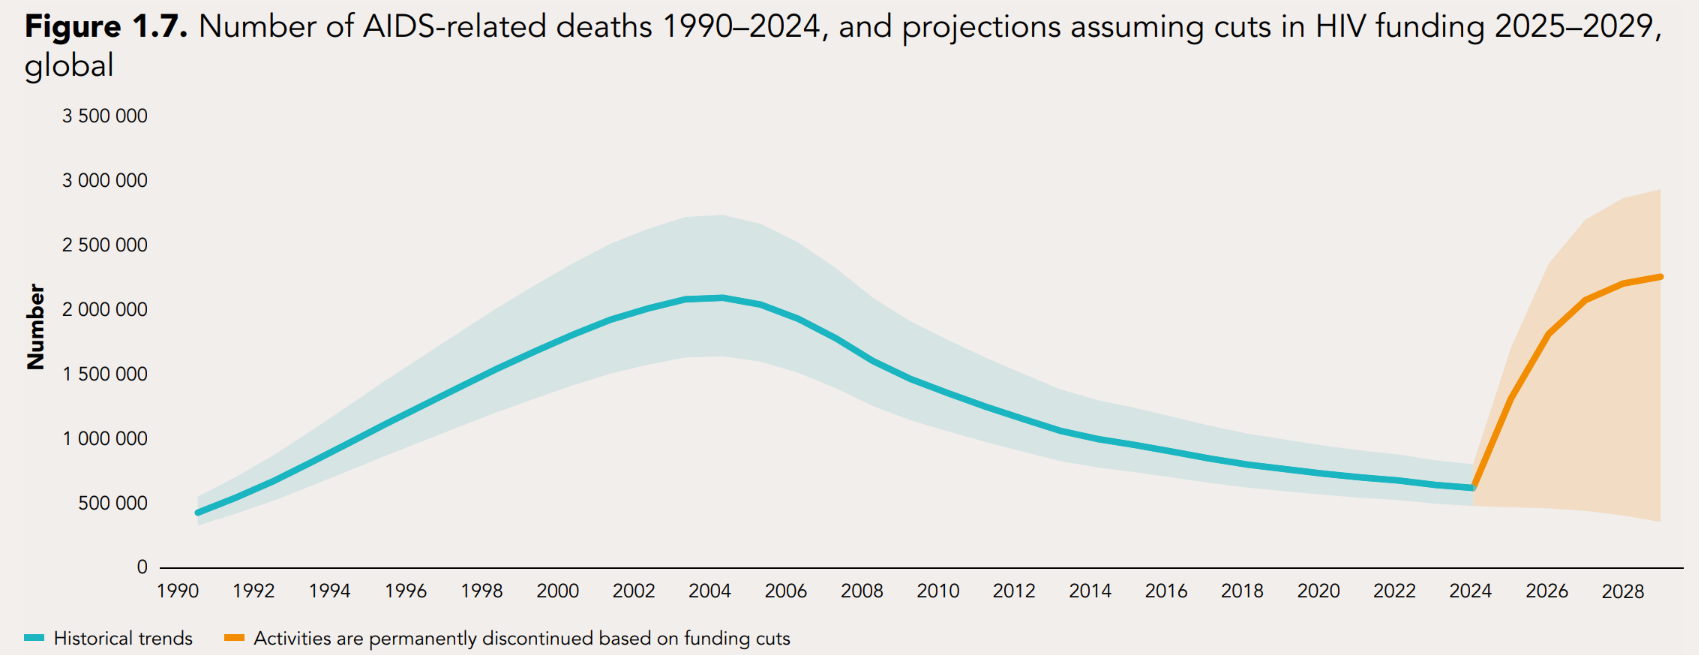 Figure 1.7. Number of AIDS-related deaths 1990–2024, and projections assuming cuts in HIV funding 2025–2029,
global
3 500 000
3 000 000
2 500 000
2 000 000
1 500 000
1 000 000
500 000
0
Number
1990 1992 1994 1996 1998 2000 2002 2004 2006 2008 2010 2012 2014 2016 2018 2020 2022 2024 2026 2028
Historical trends Activities are permanently discontinued based on funding cuts